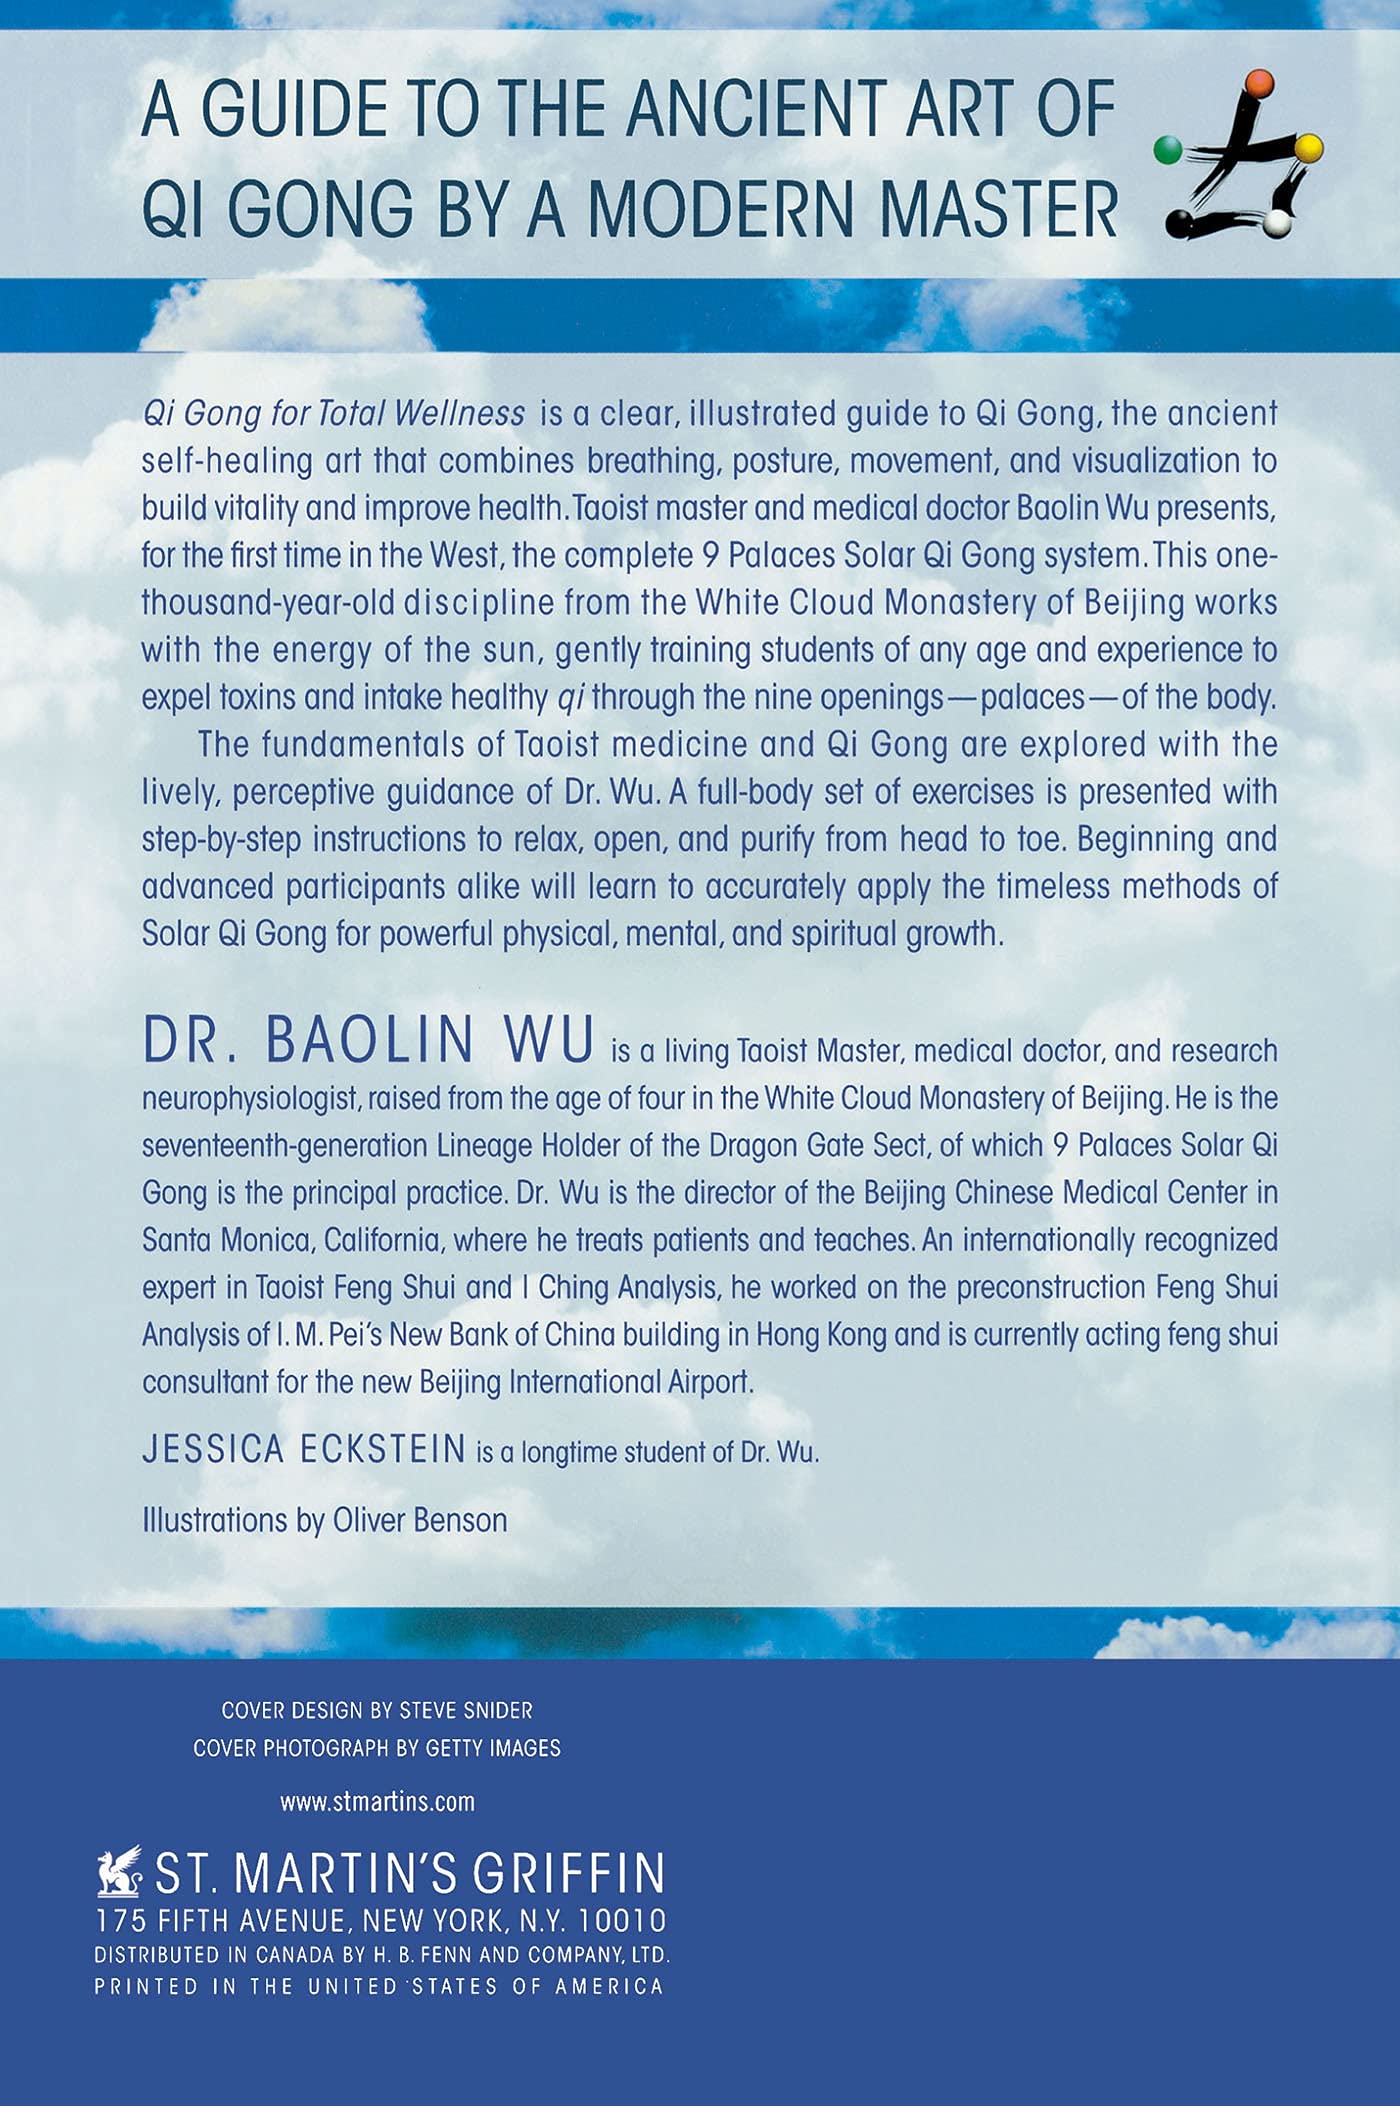 A GUIDE TO THE ANCIENT ART OF
QI GONG BY A MODERN MASTER
Qi Gong for Total Wellness is a clear, illustrated guide to Qi Gong, the ancient
self-healing art that combines breathing, posture, movement, and visualization to
build vitality and improve health. Taoist master and medical doctor Baolin Wu presents,
for the first time in the West, the complete 9 Palaces Solar Qi Gong system. This one-
thousand-year-old discipline from the White Cloud Monastery of Beijing works
with the energy of the sun, gently training students of any age and experience to
expel toxins and intake healthy qi through the nine openings—palaces—of the body.
The fundamentals of Taoist medicine and Qi Gong are explored with the
lively, perceptive guidance of Dr. Wu. A full-body set of exercises is presented with
step-by-step instructions to relax, open, and purify from head to toe. Beginning and
advanced participants alike will learn to accurately apply the timeless methods of
Solar Qi Gong for powerful physical, mental, and spiritual growth.
DR. BAOLIN WU is a living Taoist Master, medical doctor, and research
neurophysiologist, raised from the age of four in the White Cloud Monastery of Beijing. He is the
seventeenth-generation Lineage Holder of the Dragon Gate Sect, of which 9 Palaces Solar Qi
Gong is the principal practice. Dr. Wu is the director of the Beijing Chinese Medical Center in
Santa Monica, California, where he treats patients and teaches. An internationally recognized
expert in Taoist Feng Shui and I Ching Analysis, he worked on the preconstruction Feng Shui
Analysis of I. M. Pei's New Bank of China building in Hong Kong and is currently acting feng shui
consultant for the new Beijing International Airport.
JESSICA ECKSTEIN is a longtime student of Dr. Wu.
Illustrations by Oliver Benson
COVER DESIGN BY STEVE SNIDER
COVER PHOTOGRAPH BY GETTY IMAGES
www.stmartins.com
ST. MARTIN'S GRIFFIN
175 FIFTH AVENUE, NEW YORK, N.Y. 10010
DISTRIBUTED IN CANADA BY H. B. FENN AND COMPANY, LTD.
PRINTED IN THE UNITED STATES OF AMERICA